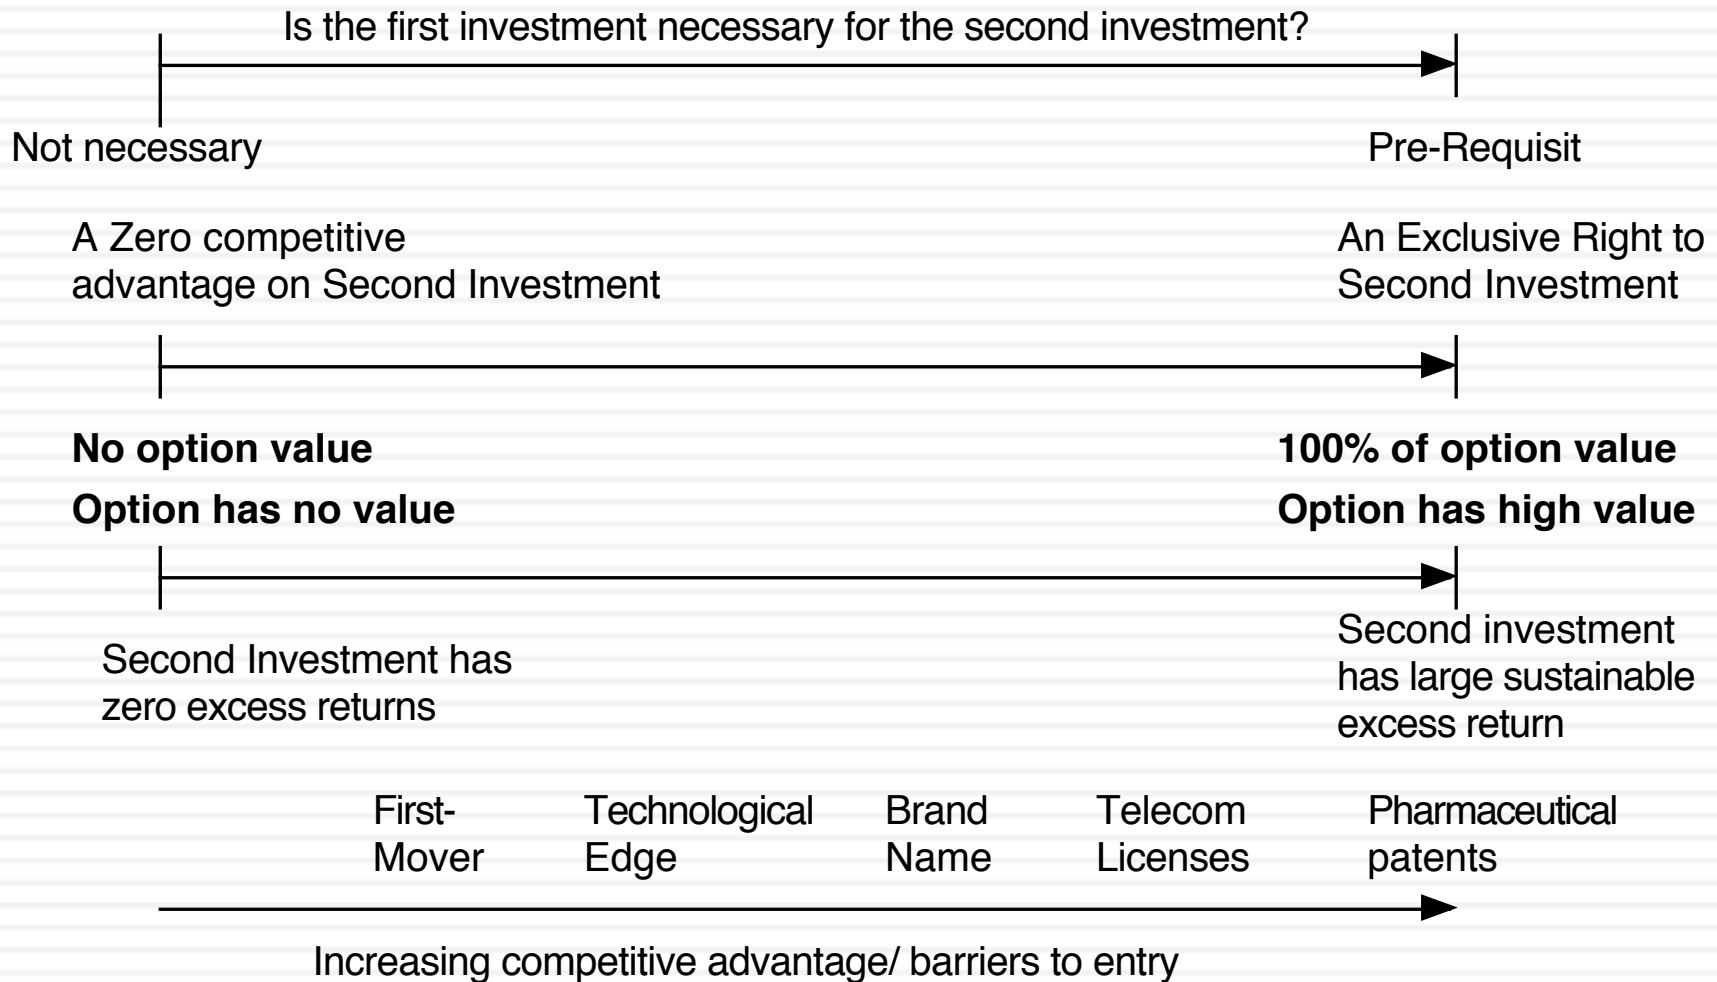 Is the first investment necessary for the second investment?
Not necessary
Pre-Requisit
A Zero competitive
advantage on Second Investment
An Exclusive Right to
Second Investment
No option value
100% of option value
Option has no value
Option has high value
Second Investment has
zero excess returns
Second investment
has large sustainable
excess return
First-
Mover
Technological
Edge
Brand
Name
Telecom
Licenses
Pharmaceutical
patents
Increasing competitive advantage/ barriers to entry